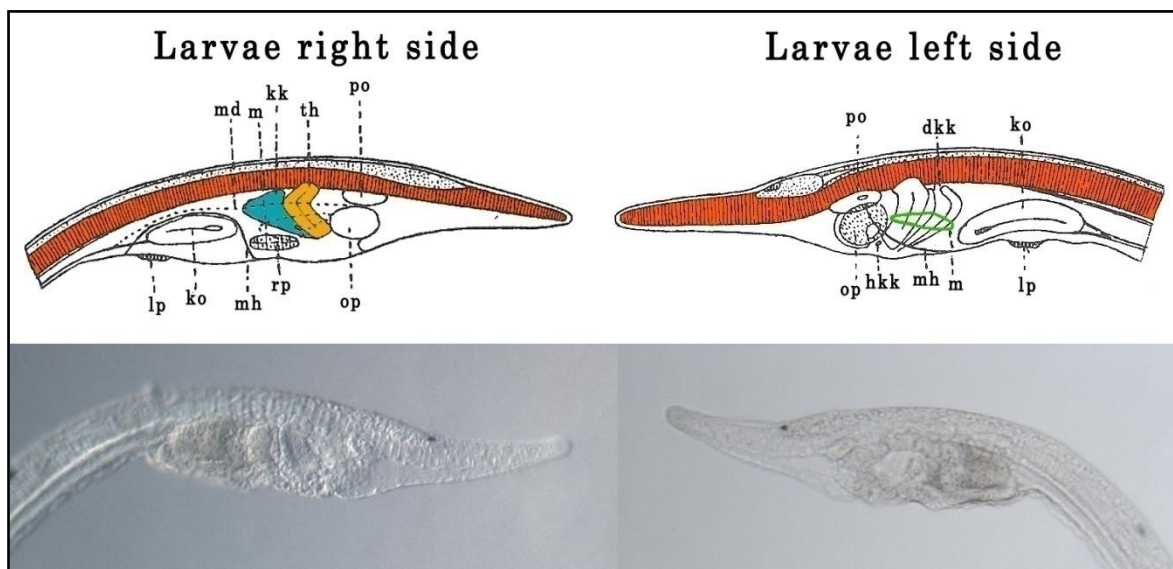 Larvae right side
Larvae left side
md m kk th po
lp ko mh rp op
po dkk ko
op hkk mh m lp